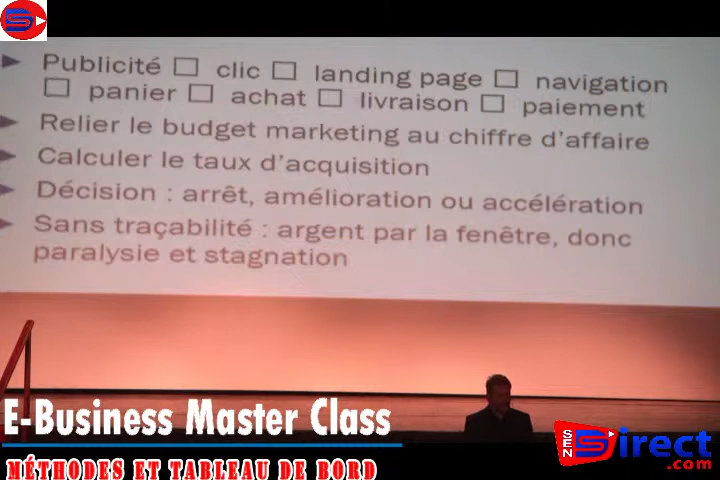 Publicité □ clic □ landing page □ navigation
□ panier □ achat □ livraison □ paiement
Relier le budget marketing au chiffre d'affaire
Calculer le taux d'acquisition
Décision : arrêt, amélioration ou accélération
Sans traçabilité : argent par la fenêtre, donc
paralysie et stagnation
E-Business Master Class
MÉTHODES ET TABLEAU DE BORD
SEN Direct
.com